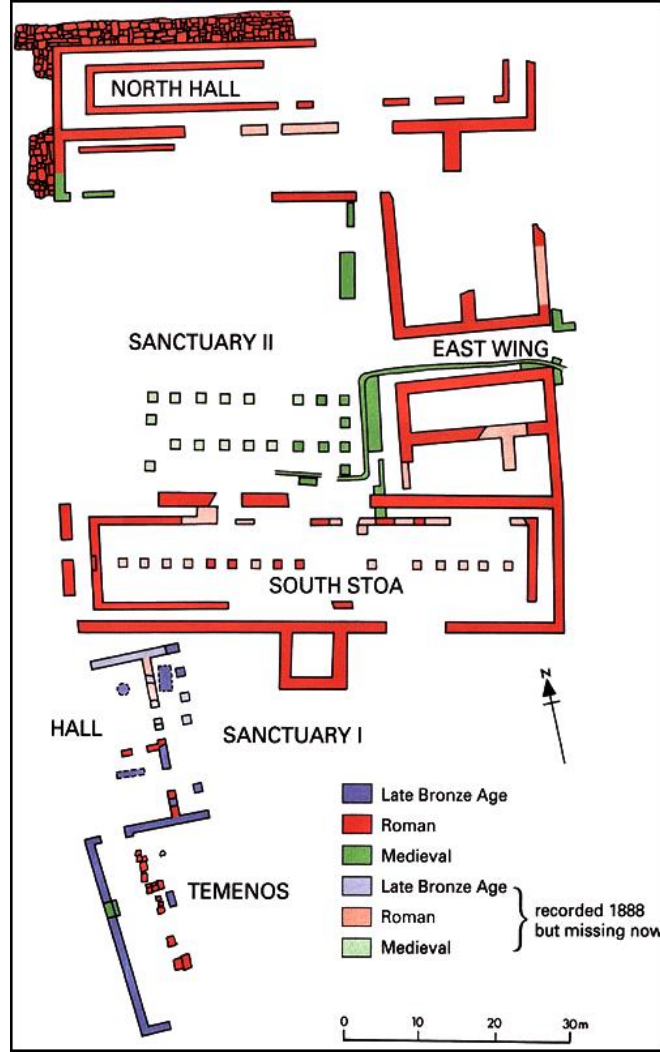 NORTH HALL
SANCTUARY II
EAST WING
SOUTH STOA
N
HALL
SANCTUARY I
TEMENOS
Late Bronze Age
Roman
Medieval
Late Bronze Age
Roman
Medieval
recorded 1888
but missing now
0 10 20 30m